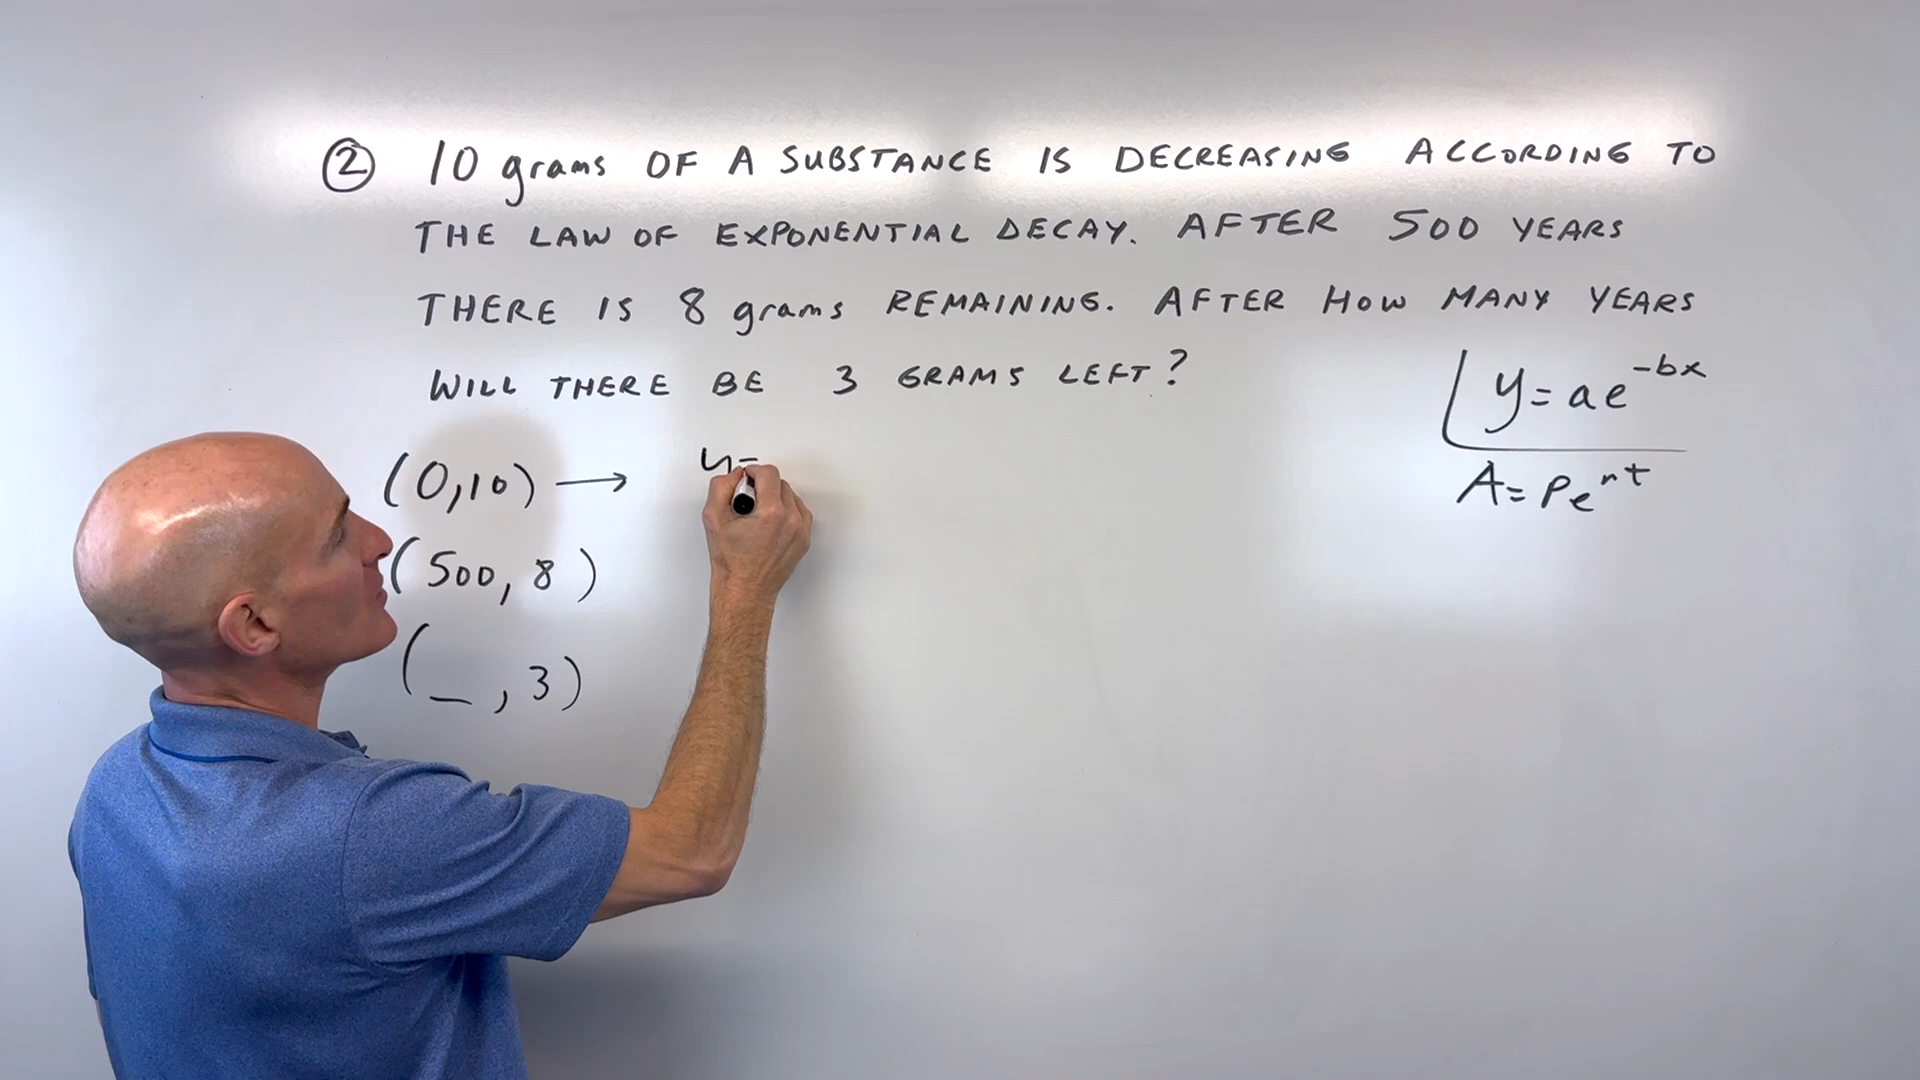 ② 10 grams OF A SUBSTANCE IS DECREASING ACCORDING TO
THE LAW OF EXPONENTIAL DECAY. AFTER 500 YEARS
THERE IS 8 grams REMAINING. AFTER HOW MANY YEARS
WILL THERE BE 3 GRAMS LEFT?
y = ae^-bx
A = Pe^rt
(0,10) → y=
(500, 8)
(_, 3)